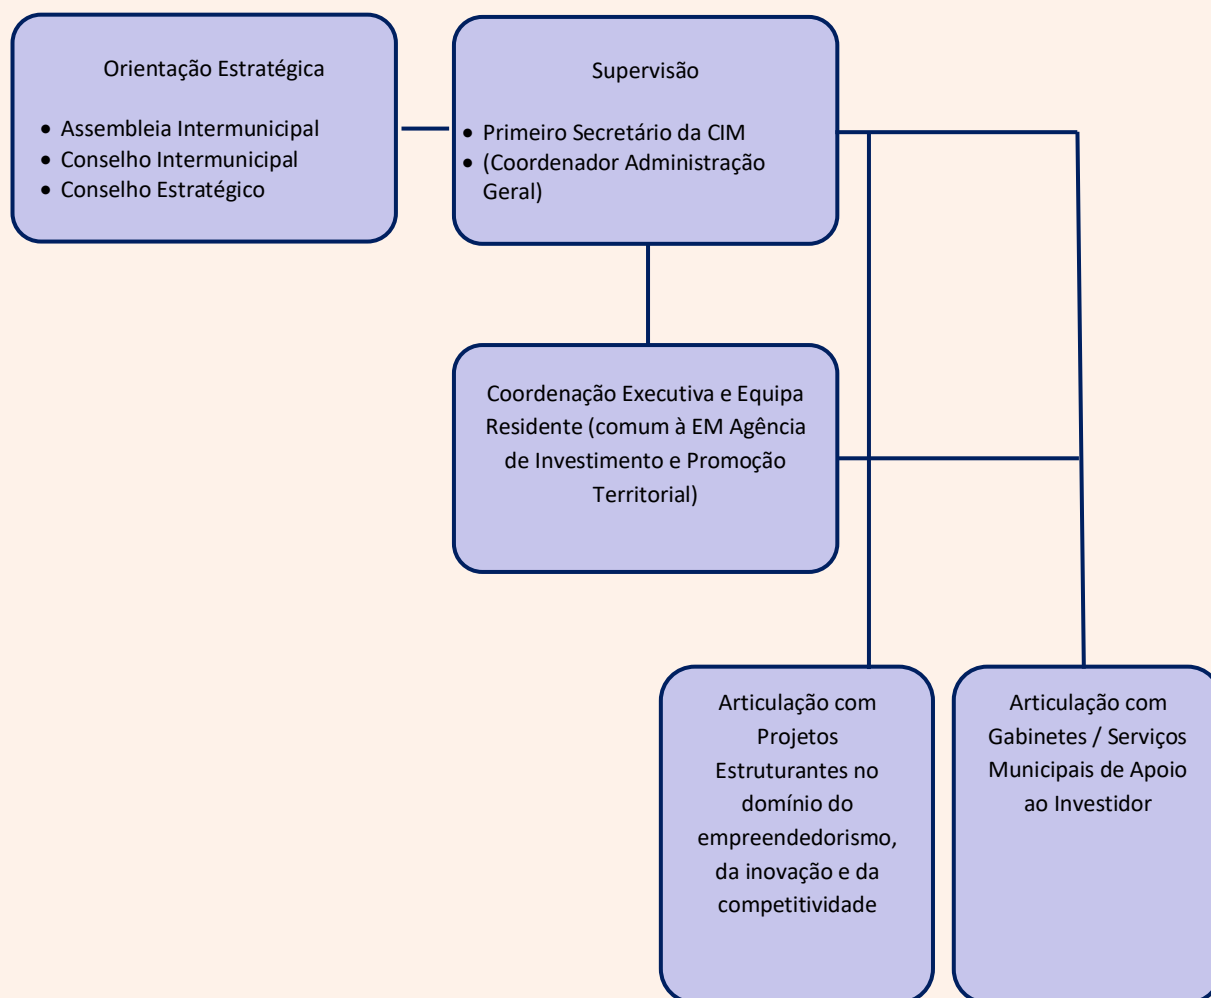 Orientação Estratégica
• Assembleia Intermunicipal
• Conselho Intermunicipal
• Conselho Estratégico
Supervisão
• Primeiro Secretário da CIM
• (Coordenador Administração
Geral)
Coordenação Executiva e Equipa
Residente (comum à EM Agência
de Investimento e Promoção
Territorial)
Articulação com
Projetos
Estruturantes no
domínio do
empreendedorismo,
da inovação e da
competitividade
Articulação com
Gabinetes / Serviços
Municipais de Apoio
ao Investidor